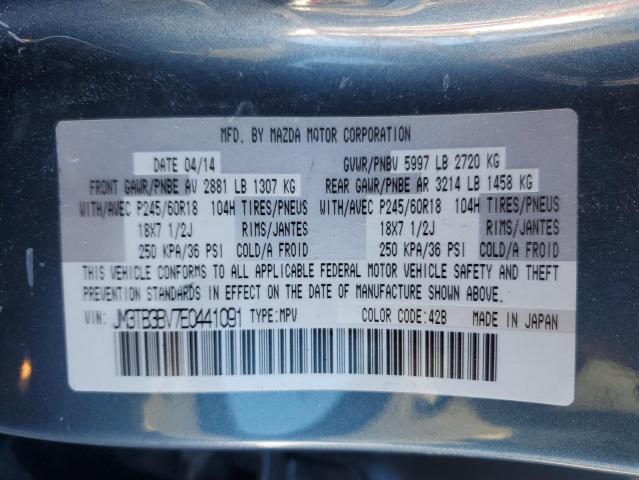 MFD. BY MAZDA MOTOR CORPORATION
DATE 04/14 GVWR/PNBV 5997 LB 2720 KG
FRONT GAWR/PNBE AV 2881 LB 1307 KG REAR GAWR/PNBE AR 3214 LB 1458 KG
WITH/AVEC P245/60R18 104H TIRES/PNEUS WITH/AVEC P245/60R18 104H TIRES/PNEUS
18X7 1/2J RIMS/JANTES 18X7 1/2J RIMS/JANTES
250 KPA/36 PSI COLD/A FROID 250 KPA/36 PSI COLD/A FROID
THIS VEHICLE CONFORMS TO ALL APPLICABLE FEDERAL MOTOR VEHICLE SAFETY AND THEFT
PREVENTION STANDARDS IN EFFECT ON THE DATE OF MANUFACTURE SHOWN ABOVE.
VIN: JM3TB3BV7E0441091 TYPE:MPV COLOR CODE:42B MADE IN JAPAN